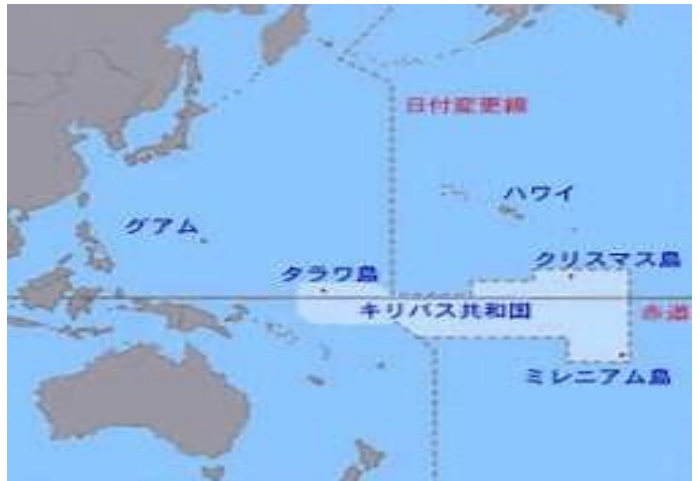 日付変更線
ハワイ
グアム
クリスマス島
タラワ島
キリバス共和国
赤道
ミレニアム島